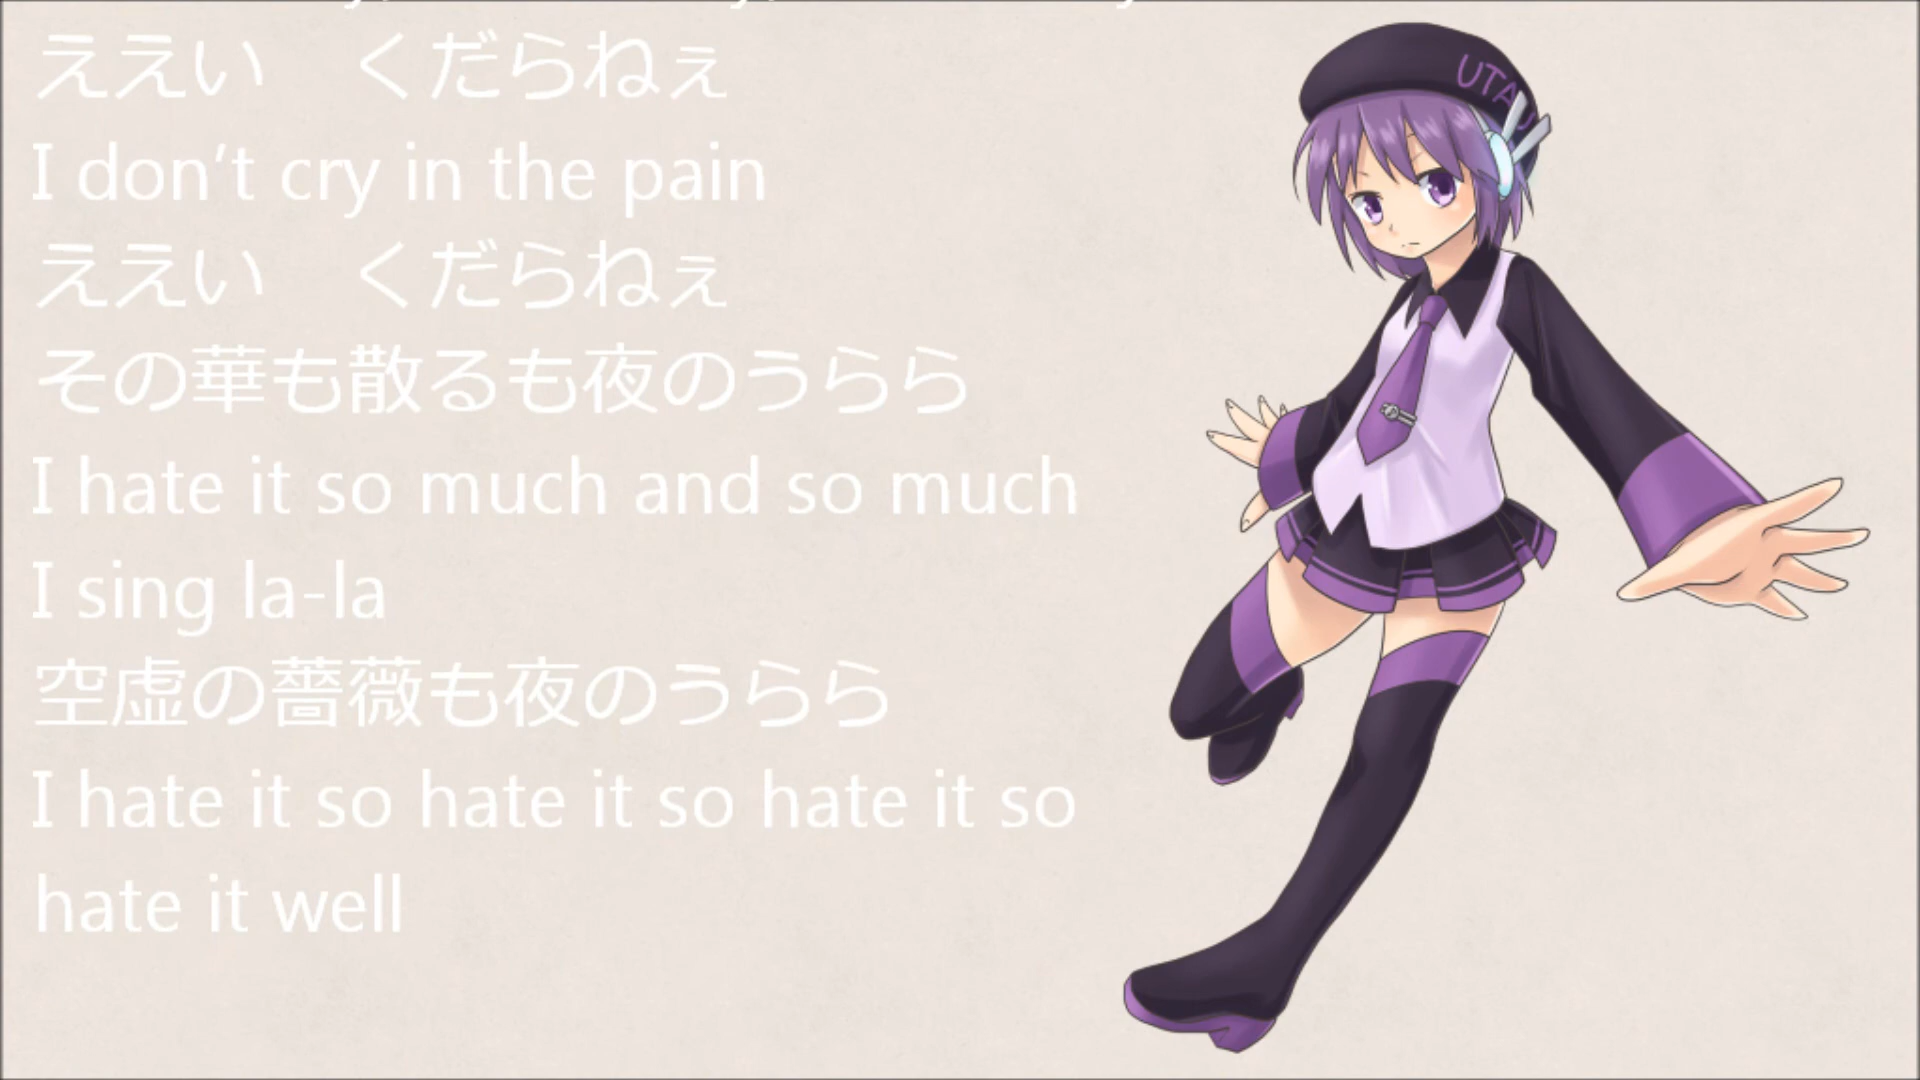 ええい　くだらねぇ
I don't cry in the pain
ええい　くだらねぇ
その華も散るも夜のうらら
I hate it so much and so much
I sing la-la
空虚の薔薇も夜のうらら
I hate it so hate it so hate it so
hate it well
UTAU